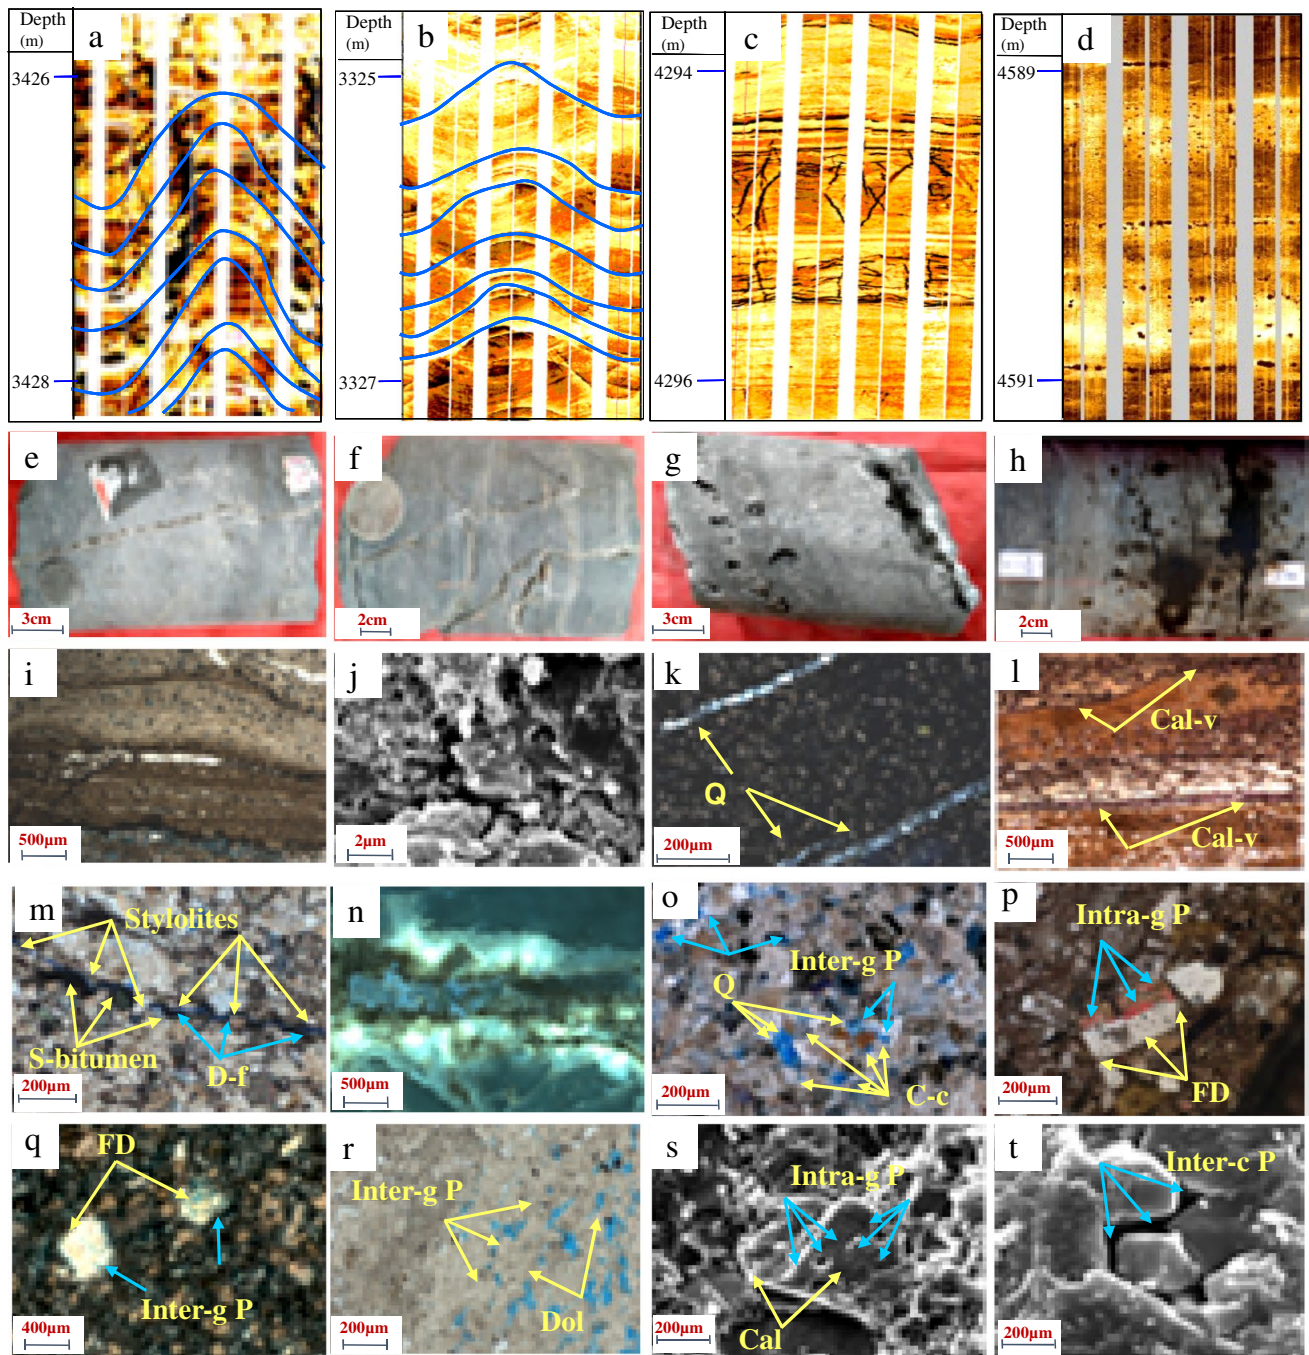 Depth
(m)
a
3426
3428
Depth
(m)
b
3325
3327
Depth
(m)
c
4294
4296
Depth
(m)
d
4589
4591
e
3cm
f
2cm
g
3cm
h
2cm
i
500μm
j
2μm
k
Q
200μm
l
Cal-v
Cal-v
500μm
m
Stylolites
S-bitumen
D-f
200μm
n
500μm
o
Inter-g P
Q
C-c
200μm
p
Intra-g P
FD
200μm
q
FD
Inter-g P
400μm
r
Inter-g P
Dol
200μm
s
Intra-g P
Cal
200μm
t
Inter-c P
200μm